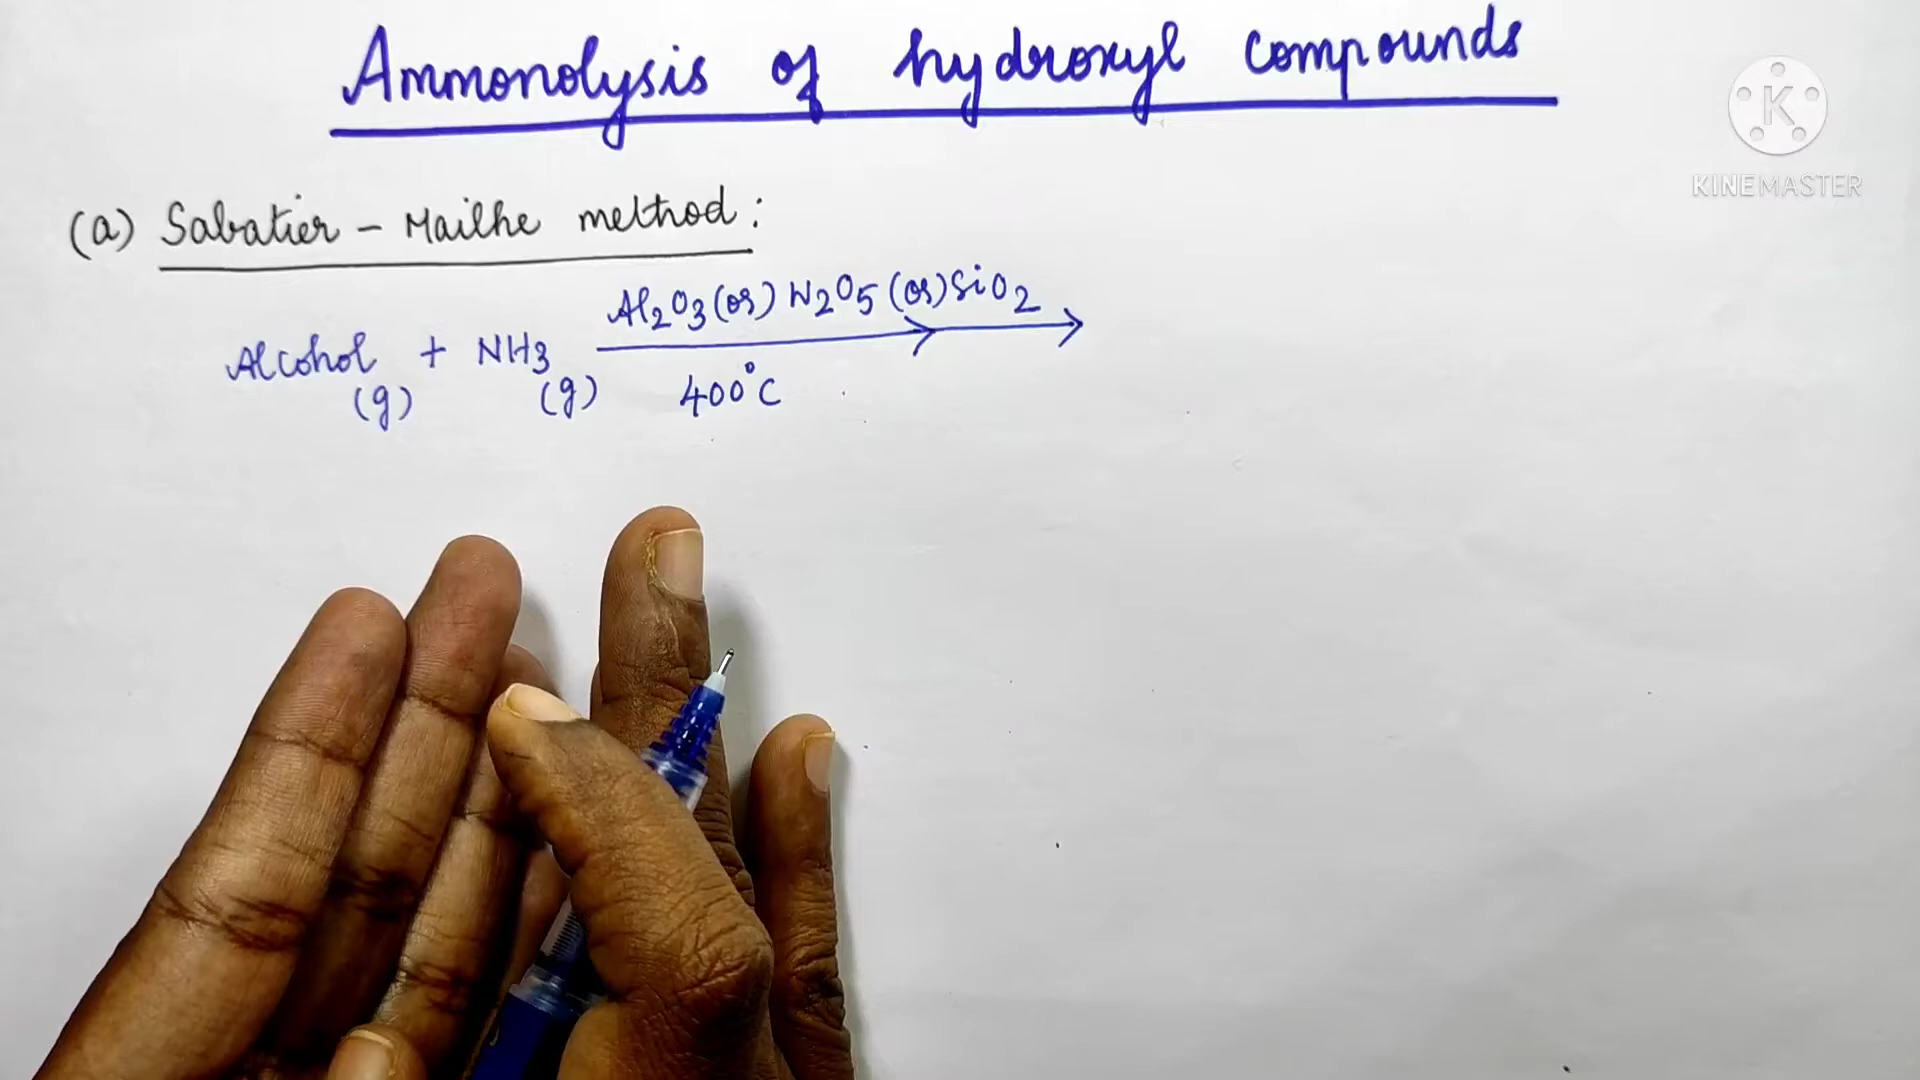 Ammonolysis of hydroxyl compounds
(a) Sabatier - Mailhe method:
Al2O3 (or) W2O5 (or) SiO2
Alcohol (g) + NH3 (g)
400°C
K
KINEMASTER